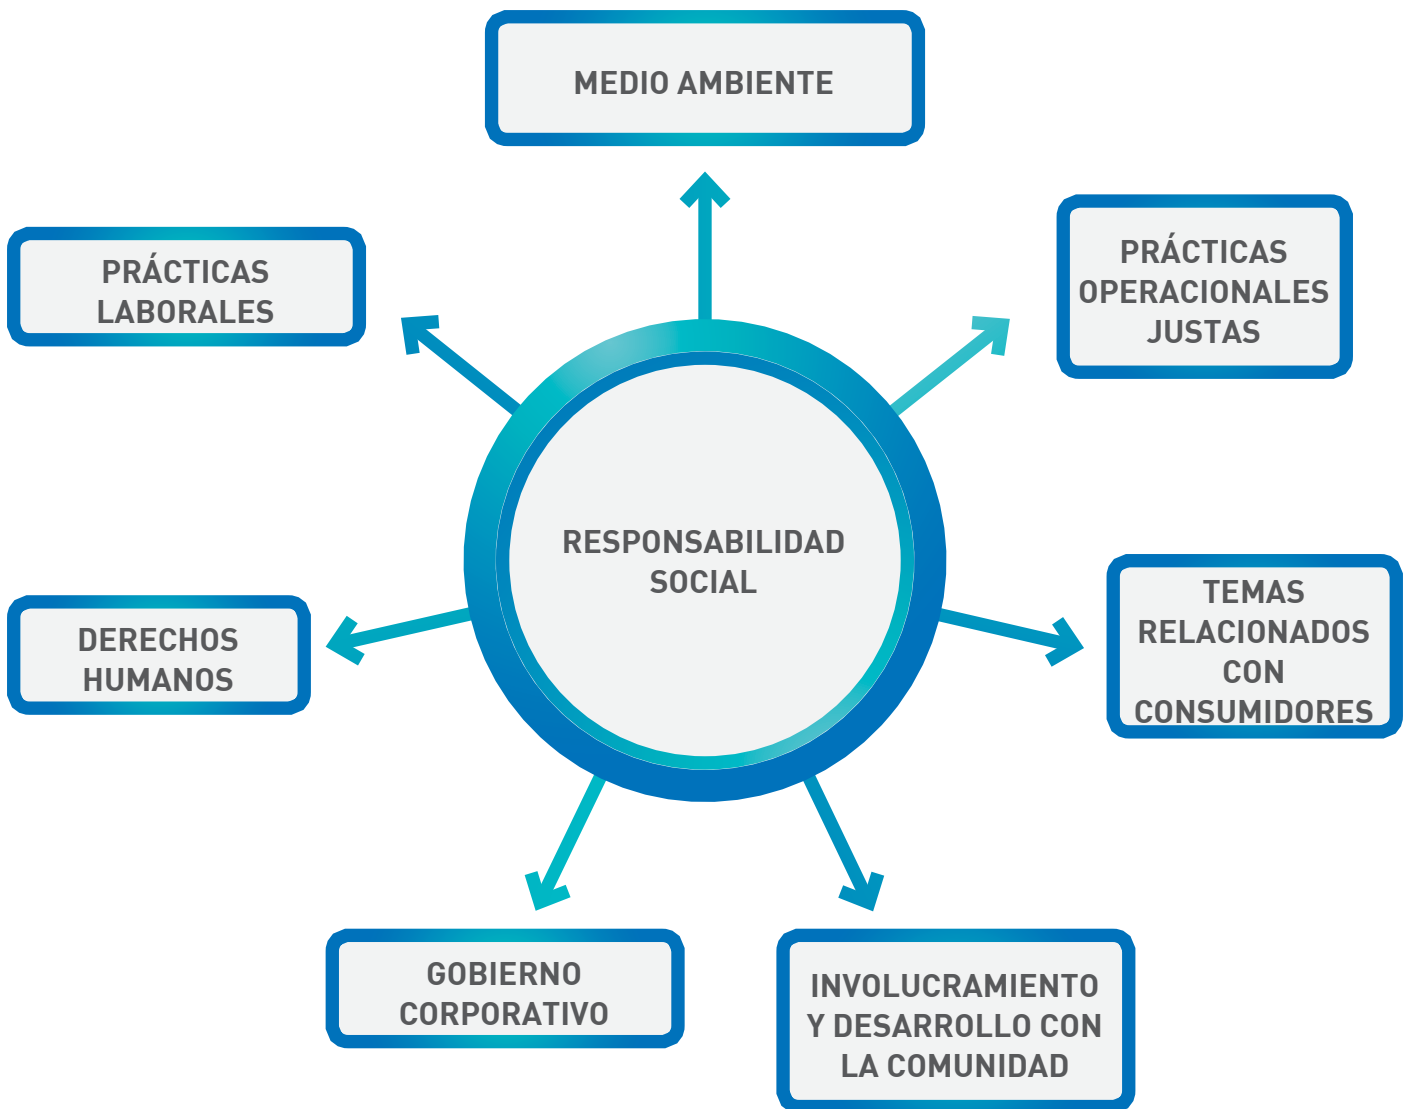 MEDIO AMBIENTE
PRÁCTICAS
LABORALES
PRÁCTICAS
OPERACIONALES
JUSTAS
RESPONSABILIDAD
SOCIAL
DERECHOS
HUMANOS
TEMAS
RELACIONADOS
CON
CONSUMIDORES
GOBIERNO
CORPORATIVO
INVOLUCRAMIENTO
Y DESARROLLO CON
LA COMUNIDAD